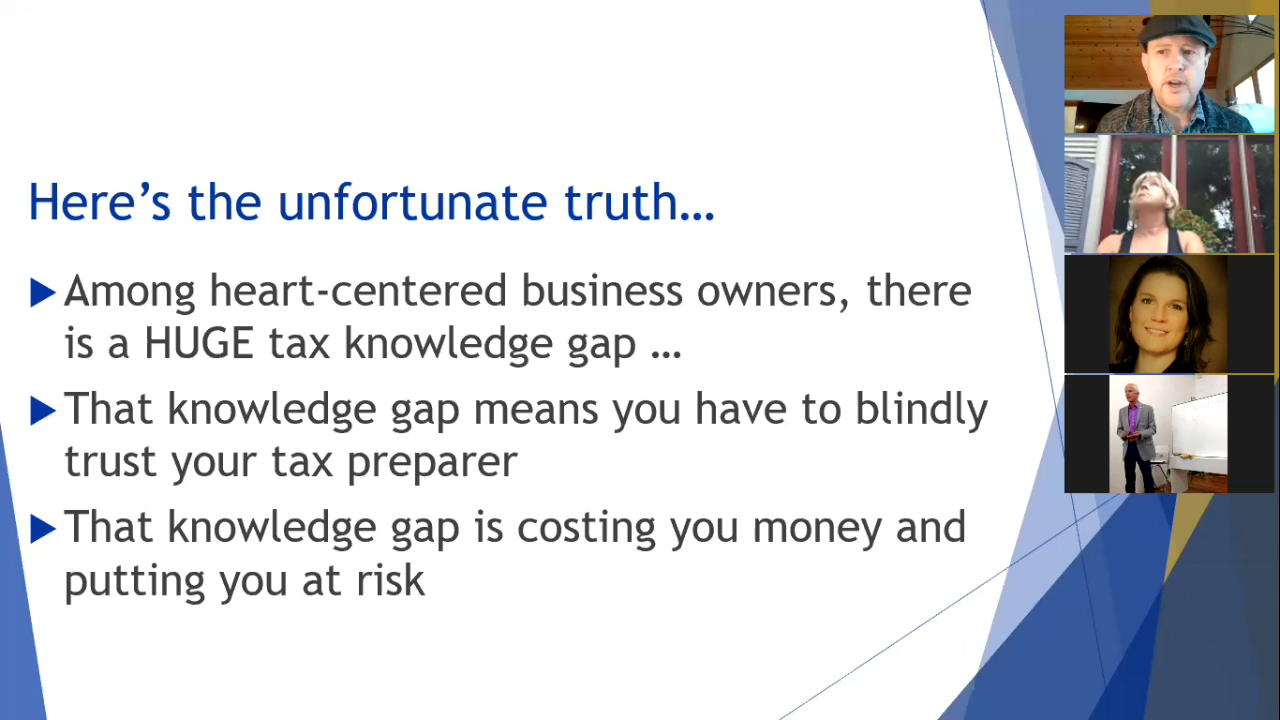 Here’s the unfortunate truth…
Among heart-centered business owners, there
is a HUGE tax knowledge gap …
That knowledge gap means you have to blindly
trust your tax preparer
That knowledge gap is costing you money and
putting you at risk